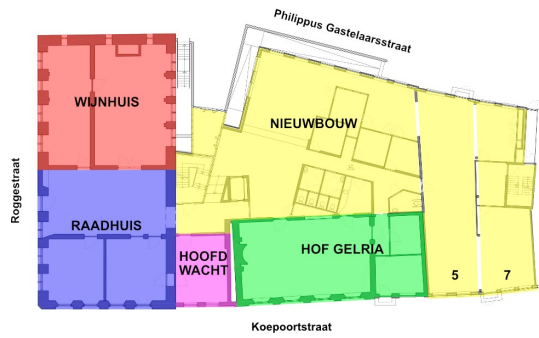 Philippus Gastelaarsstraat
WIJNHUIS
NIEUWBOUW
Roggestraat
RAADHUIS
HOOFD
WACHT
HOF GELRIA
5
7
Koepoortstraat